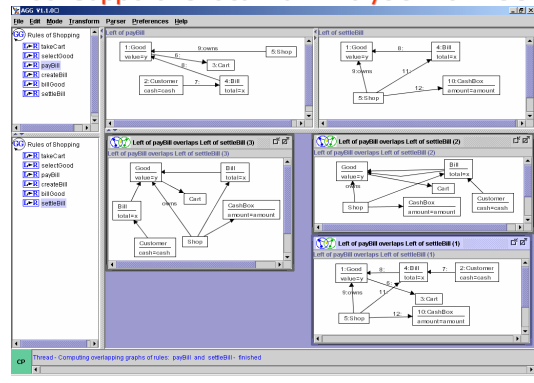 AGG V1.1.0
File Edit Mode Transform Parser Preferences Help
GG Rules of Shopping
L R takeCart
L R selectGood
L R payBill
L R createBill
L R billGood
L R settleBill
Left of payBill
1:Good
value=y
9:owns
5:Shop
6:
3:Cart
8:
2:Customer
cash=cash
7:
4:Bill
total=x
Left of settleBill
1:Good
value=y
8:
4:Bill
total=x
9:owns
11:
10:CashBox
amount=amount
5:Shop
12:
GG Rules of Shopping
L R takeCart
L R selectGood
L R payBill
L R createBill
L R billGood
L R settleBill
Left of payBill overlaps Left of settleBill (3)
Left of payBill overlaps Left of settleBill (3)
Good
value=y
Bill
total=x
owns
Cart
Bill
total=x
CashBox
amount=amount
Customer
cash=cash
Shop
Left of payBill overlaps Left of settleBill (2)
Left of payBill overlaps Left of settleBill (2)
Good
value=y
Bill
total=x
owns
Cart
Shop
CashBox
amount=amount
Customer
cash=cash
Left of payBill overlaps Left of settleBill (1)
Left of payBill overlaps Left of settleBill (1)
1:Good
value=y
8:
4:Bill
total=x
7:
2:Customer
cash=cash
6:
9:owns
11:
3:Cart
5:Shop
12:
10:CashBox
amount=amount
CP
Thread - Computing overlapping graphs of rules: payBill and settleBill - finished